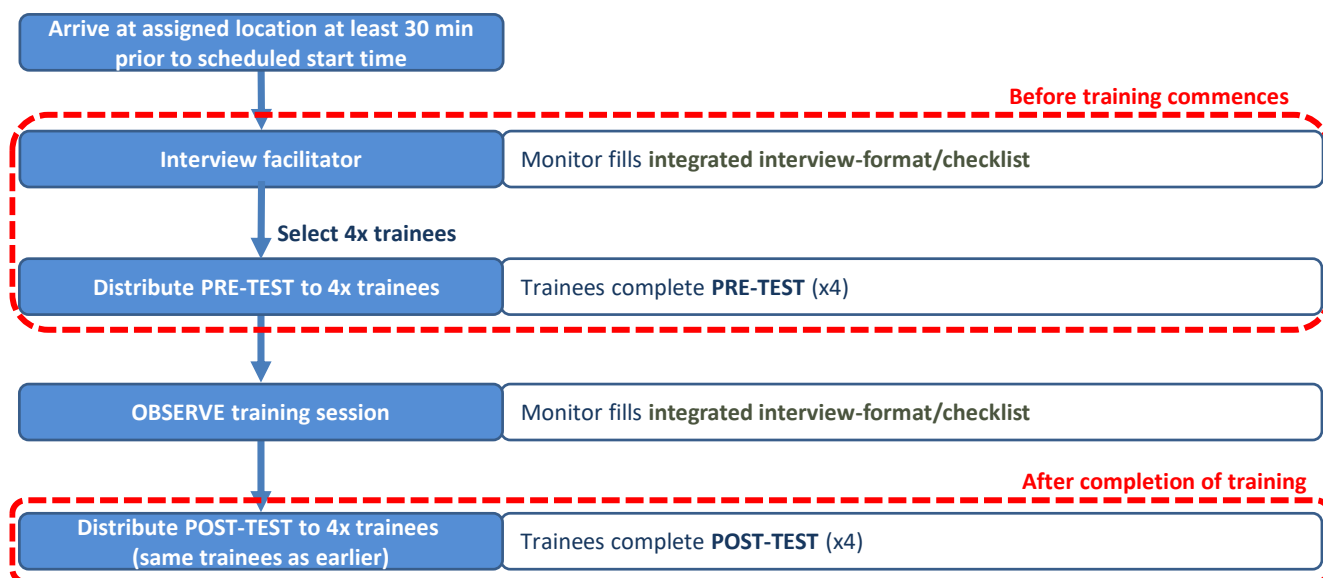 Arrive at assigned location at least 30 min
prior to scheduled start time
Before training commences
Interview facilitator
Monitor fills integrated interview-format/checklist
Select 4x trainees
Distribute PRE-TEST to 4x trainees
Trainees complete PRE-TEST (x4)
OBSERVE training session
Monitor fills integrated interview-format/checklist
After completion of training
Distribute POST-TEST to 4x trainees
(same trainees as earlier)
Trainees complete POST-TEST (x4)